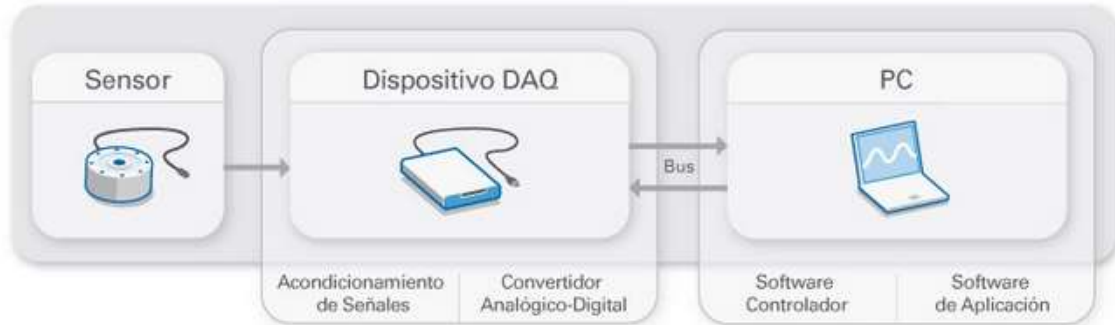 Sensor
Dispositivo DAQ
PC
Bus
Acondicionamiento
de Señales
Convertidor
Analógico-Digital
Software
Controlador
Software
de Aplicación